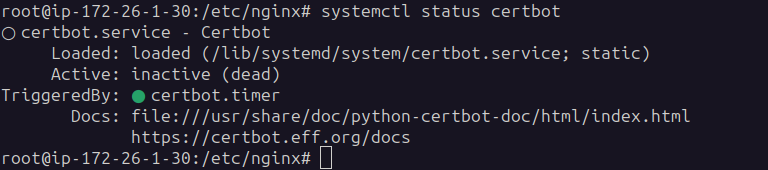 root@ip-172-26-1-30:/etc/nginx# systemctl status certbot
○ certbot.service - Certbot
     Loaded: loaded (/lib/systemd/system/certbot.service; static)
     Active: inactive (dead)
TriggeredBy: ● certbot.timer
       Docs: file:///usr/share/doc/python-certbot-doc/html/index.html
             https://certbot.eff.org/docs
root@ip-172-26-1-30:/etc/nginx#